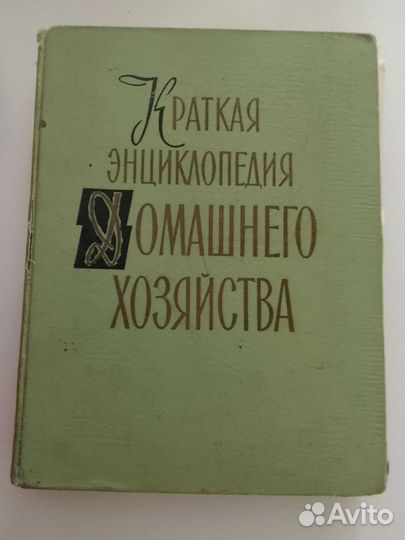 Краткая
энциклопедия
Домашнего
хозяйства
Avito